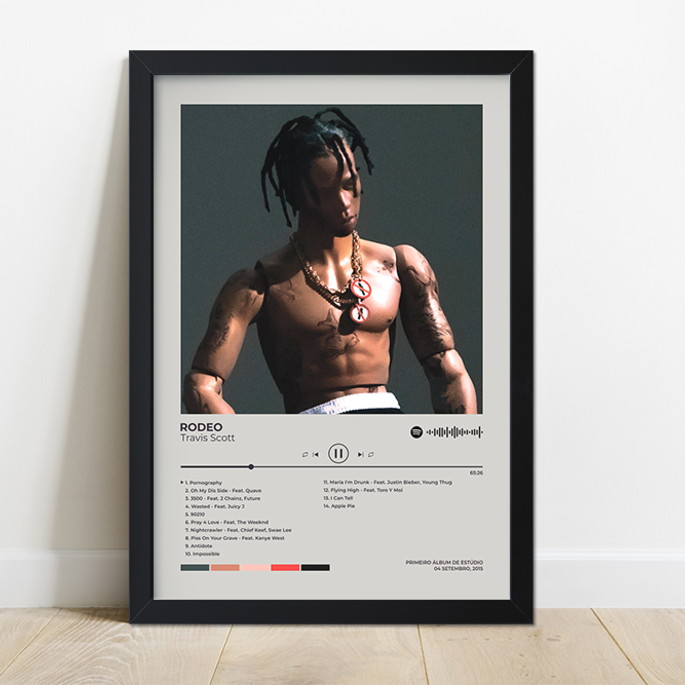 RODEO
Travis Scott
63:26
1. Pornography
2. Oh My Dis Side - Feat. Quavo
3. 3500 - Feat. 2 Chainz, Future
4. Wasted - Feat. Juicy J
5. 90210
6. Pray 4 Love - Feat. The Weeknd
7. Nightcrawler - Feat. Chief Keef, Swae Lee
8. Piss On Your Grave - Feat. Kanye West
9. Antidote
10. Impossible
11. Maria I'm Drunk - Feat. Justin Bieber, Young Thug
12. Flying High - Feat. Toro Y Moi
13. I Can Tell
14. Apple Pie
PRIMEIRO ÁLBUM DE ESTÚDIO
04 SETEMBRO, 2015